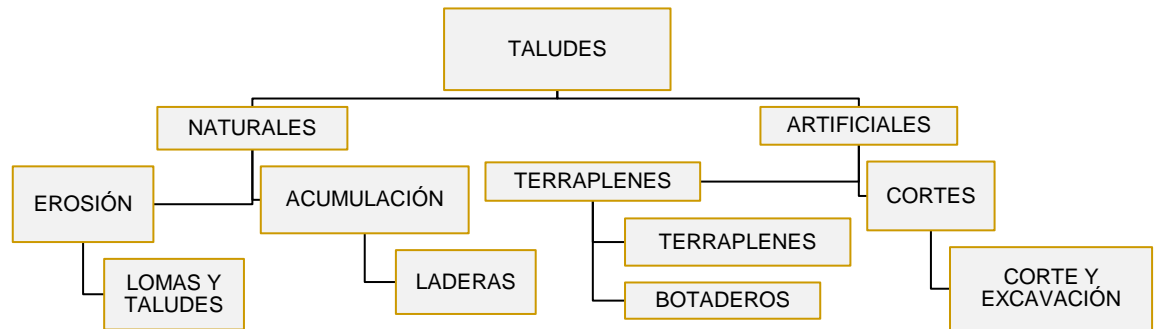 TALUDES
NATURALES
ARTIFICIALES
EROSIÓN
ACUMULACIÓN
TERRAPLENES
CORTES
LOMAS Y
TALUDES
LADERAS
TERRAPLENES
BOTADEROS
CORTE Y
EXCAVACIÓN